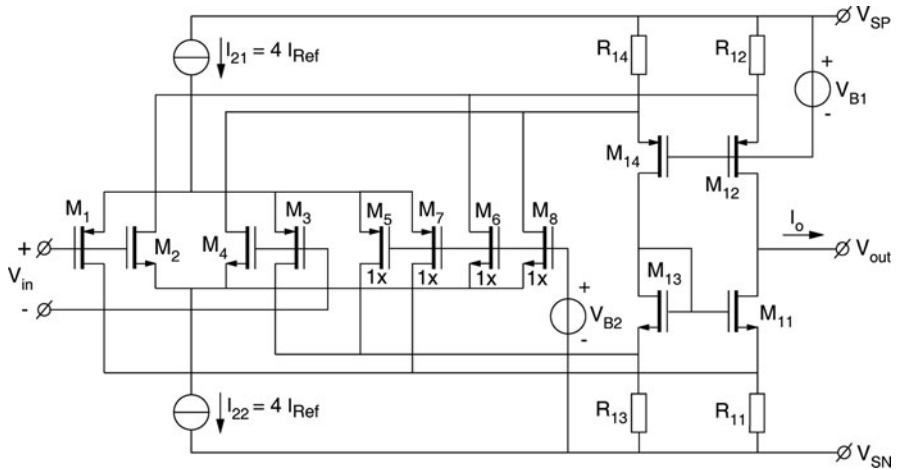 V_SP
I_21 = 4 I_Ref
R_14
R_12
+
V_B1
-
M_14
M_12
M_1
M_2
M_4
M_3
M_5
M_7
M_6
M_8
I_o
+
V_in
-
V_out
1x
1x
1x
1x
M_13
M_11
+
V_B2
-
I_22 = 4 I_Ref
R_13
R_11
V_SN